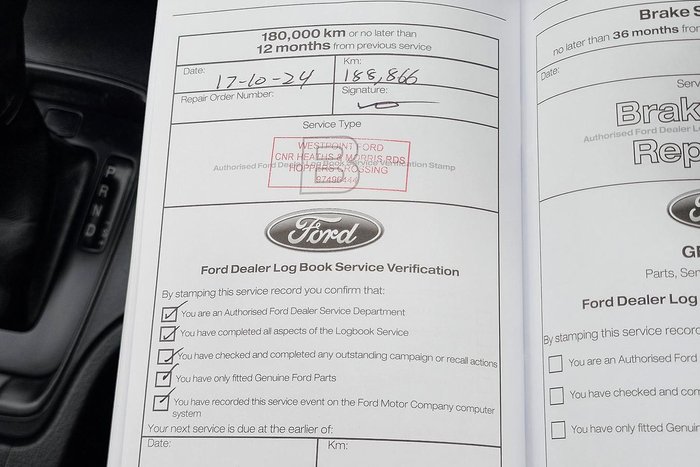 180,000 km or no later than
12 months from previous service
Date: 17-10-24
Km: 188,866
Repair Order Number:
Signature:
Service Type
B
Authorised Ford Dealer Log Book Service Verification Stamp
WESTPOINT FORD
CNR HEATHS & MORRIS RDS
HOPPERS CROSSING
87496444
Ford
Ford Dealer Log Book Service Verification
By stamping this service record you confirm that:
You are an Authorised Ford Dealer Service Department
You have completed all aspects of the Logbook Service
You have checked and completed any outstanding campaign or recall actions
You have only fitted Genuine Ford Parts
You have recorded this service event on the Ford Motor Company computer
system
Your next service is due at the earlier of:
Date:
Km:
P
R
N
D
Brake S
no later than 36 months from
Date:
Serv
Brak
Authorised Ford Dealer
Rep
Parts, Ser
Ford Dealer Log
By stamping this service record
You are an Authorised Ford
You have checked and com
You have only fitted Genuin